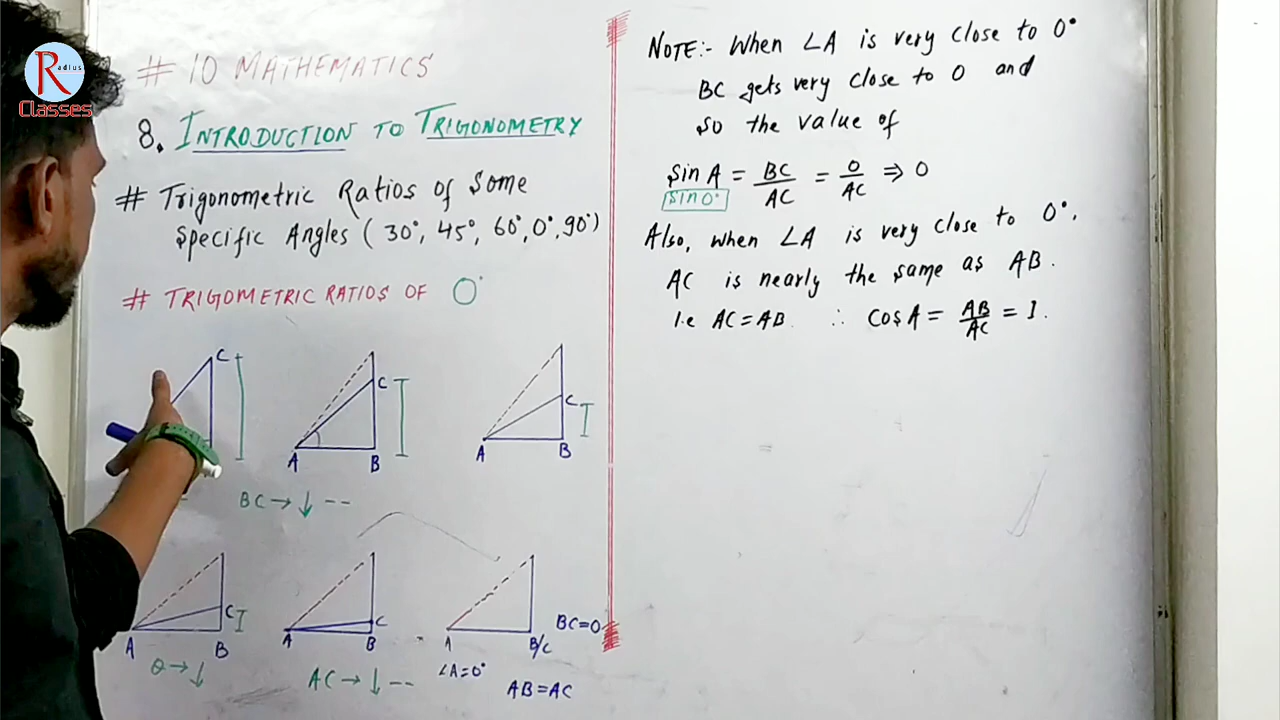 Radius
Classes
# 10 MATHEMATICS
8. INTRODUCTION TO TRIGONOMETRY
# Trigonometric Ratios of Some
Specific Angles ( 30°, 45°, 60°, 0°, 90°)
# TRIGOMETRIC RATIOS OF 0°
C
A B C
A B C
BC → ↓ --
A B C
θ → ↓
A B C
AC → ↓ --
A B/C
BC=0
∠A=0°
AB=AC
NOTE:- When ∠A is very close to 0°
BC gets very close to 0 and
so the value of
sin A = BC/AC = 0/AC ⇒ 0
sin 0°
Also, when ∠A is very close to 0°,
AC is nearly the same as AB.
I.e AC=AB. ∴ COSA = AB/AC = 1.